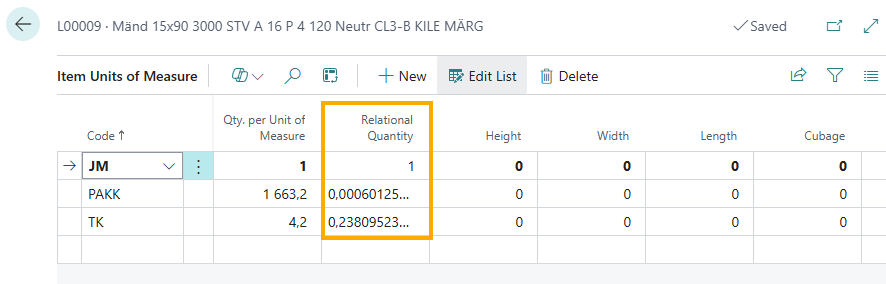 L00009 · Mänd 15x90 3000 STV A 16 P 4 120 Neutr CL3-B KILE MÄRG
Saved
Item Units of Measure
New
Edit List
Delete
Code ↑
Qty. per Unit of
Measure
Relational
Quantity
Height
Width
Length
Cubage
JM 1 1 0 0 0 0
PAKK 1 663,2 0,00060125... 0 0 0 0
TK 4,2 0,23809523... 0 0 0 0